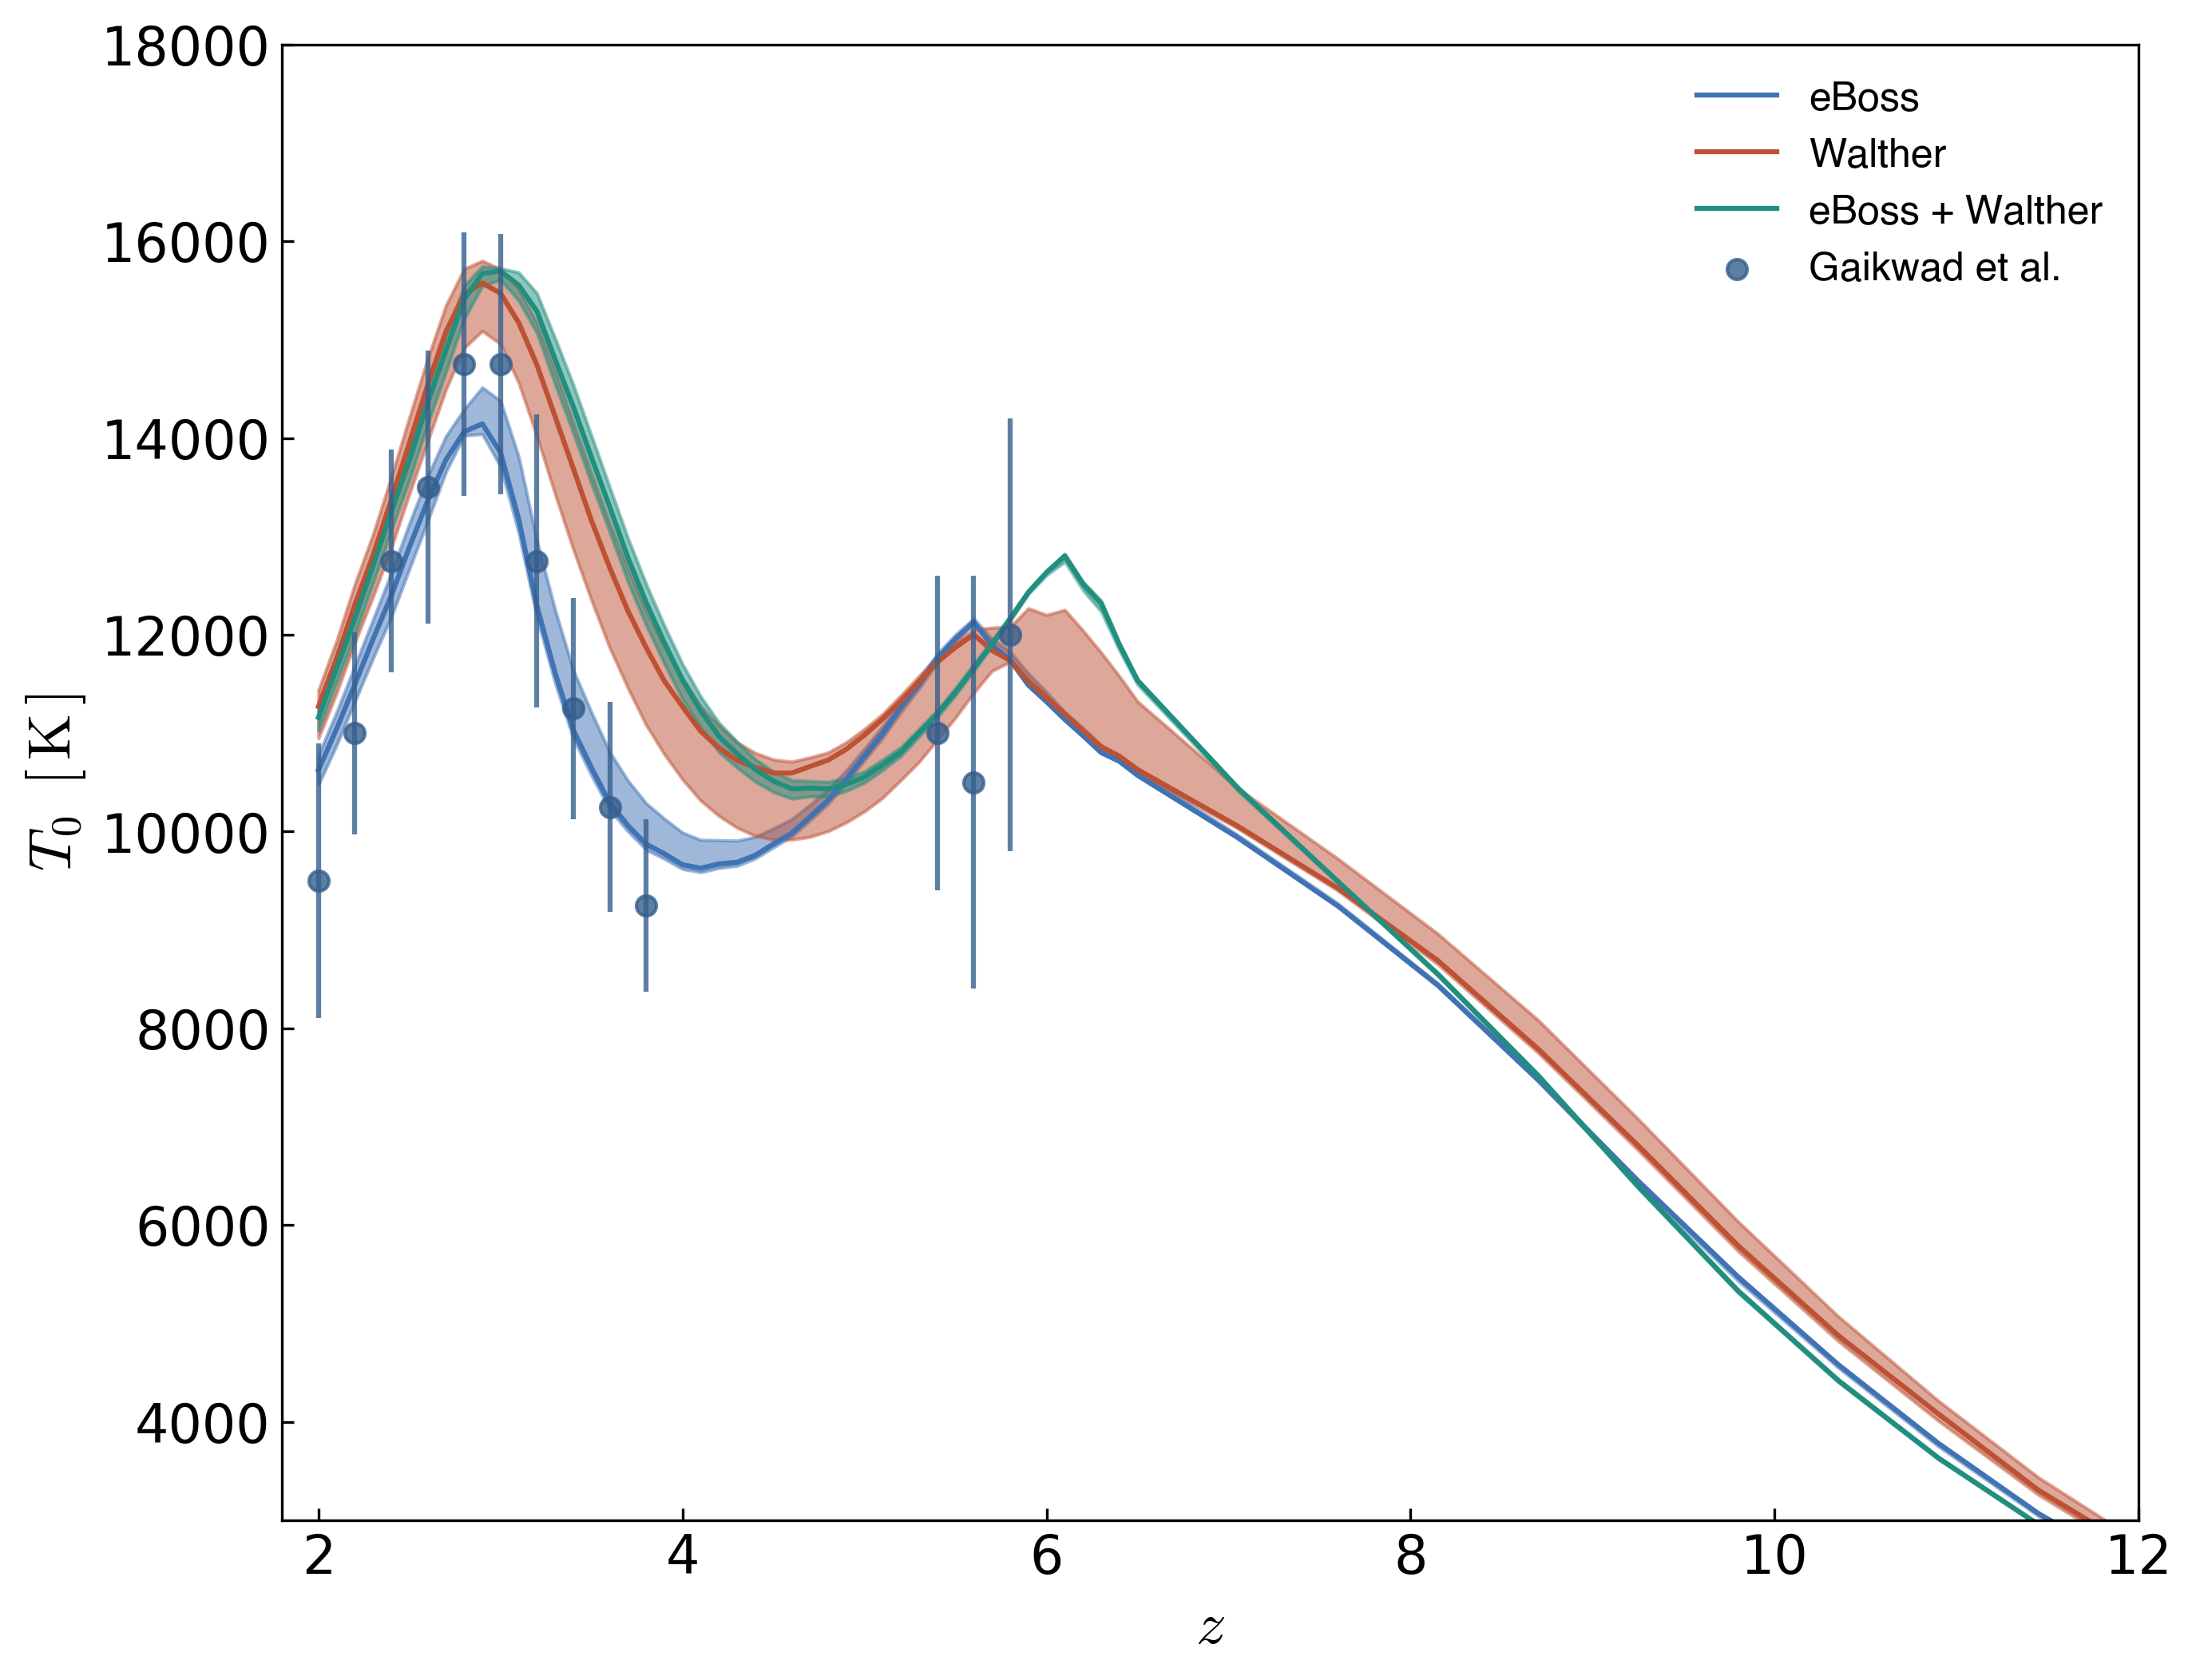 18000
16000
14000
12000
10000
8000
6000
4000
T₀ [K]
eBoss
Walther
eBoss + Walther
Gaikwad et al.
2 4 6 8 10 12
z